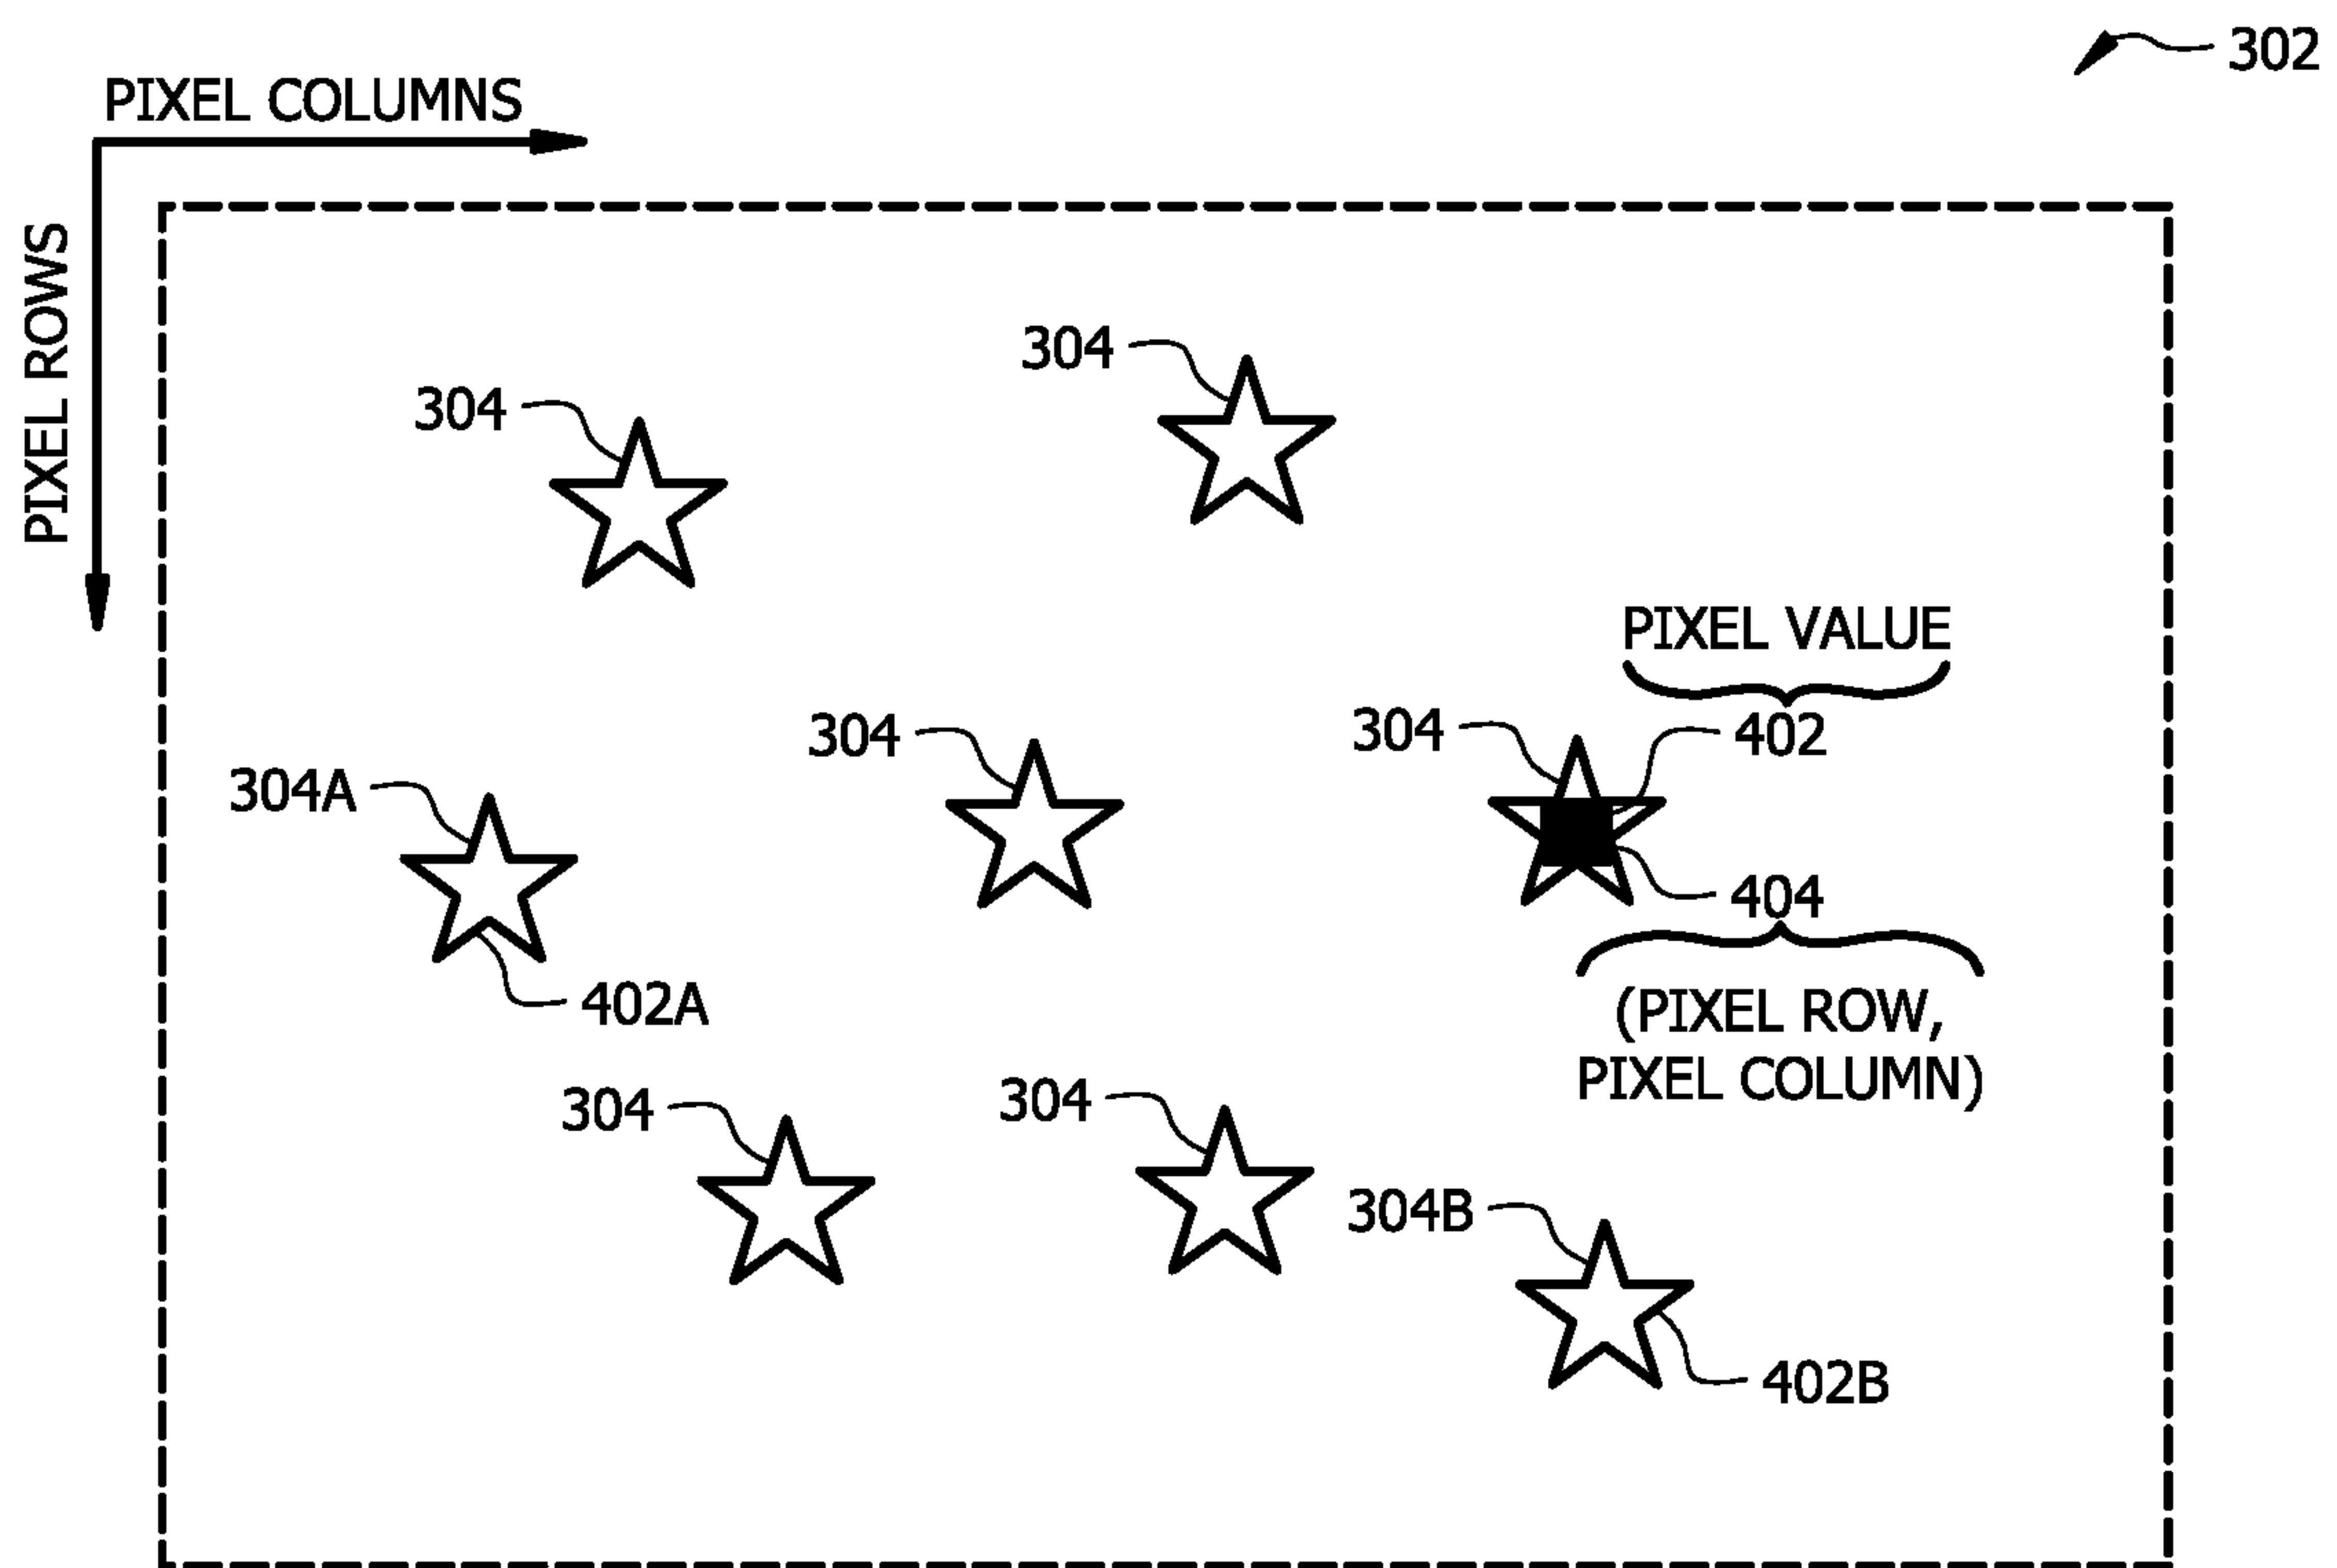 302
PIXEL COLUMNS
PIXEL ROWS
304
304
PIXEL VALUE
304
304
402
304A
404
402A
(PIXEL ROW,
PIXEL COLUMN)
304
304
304B
402B